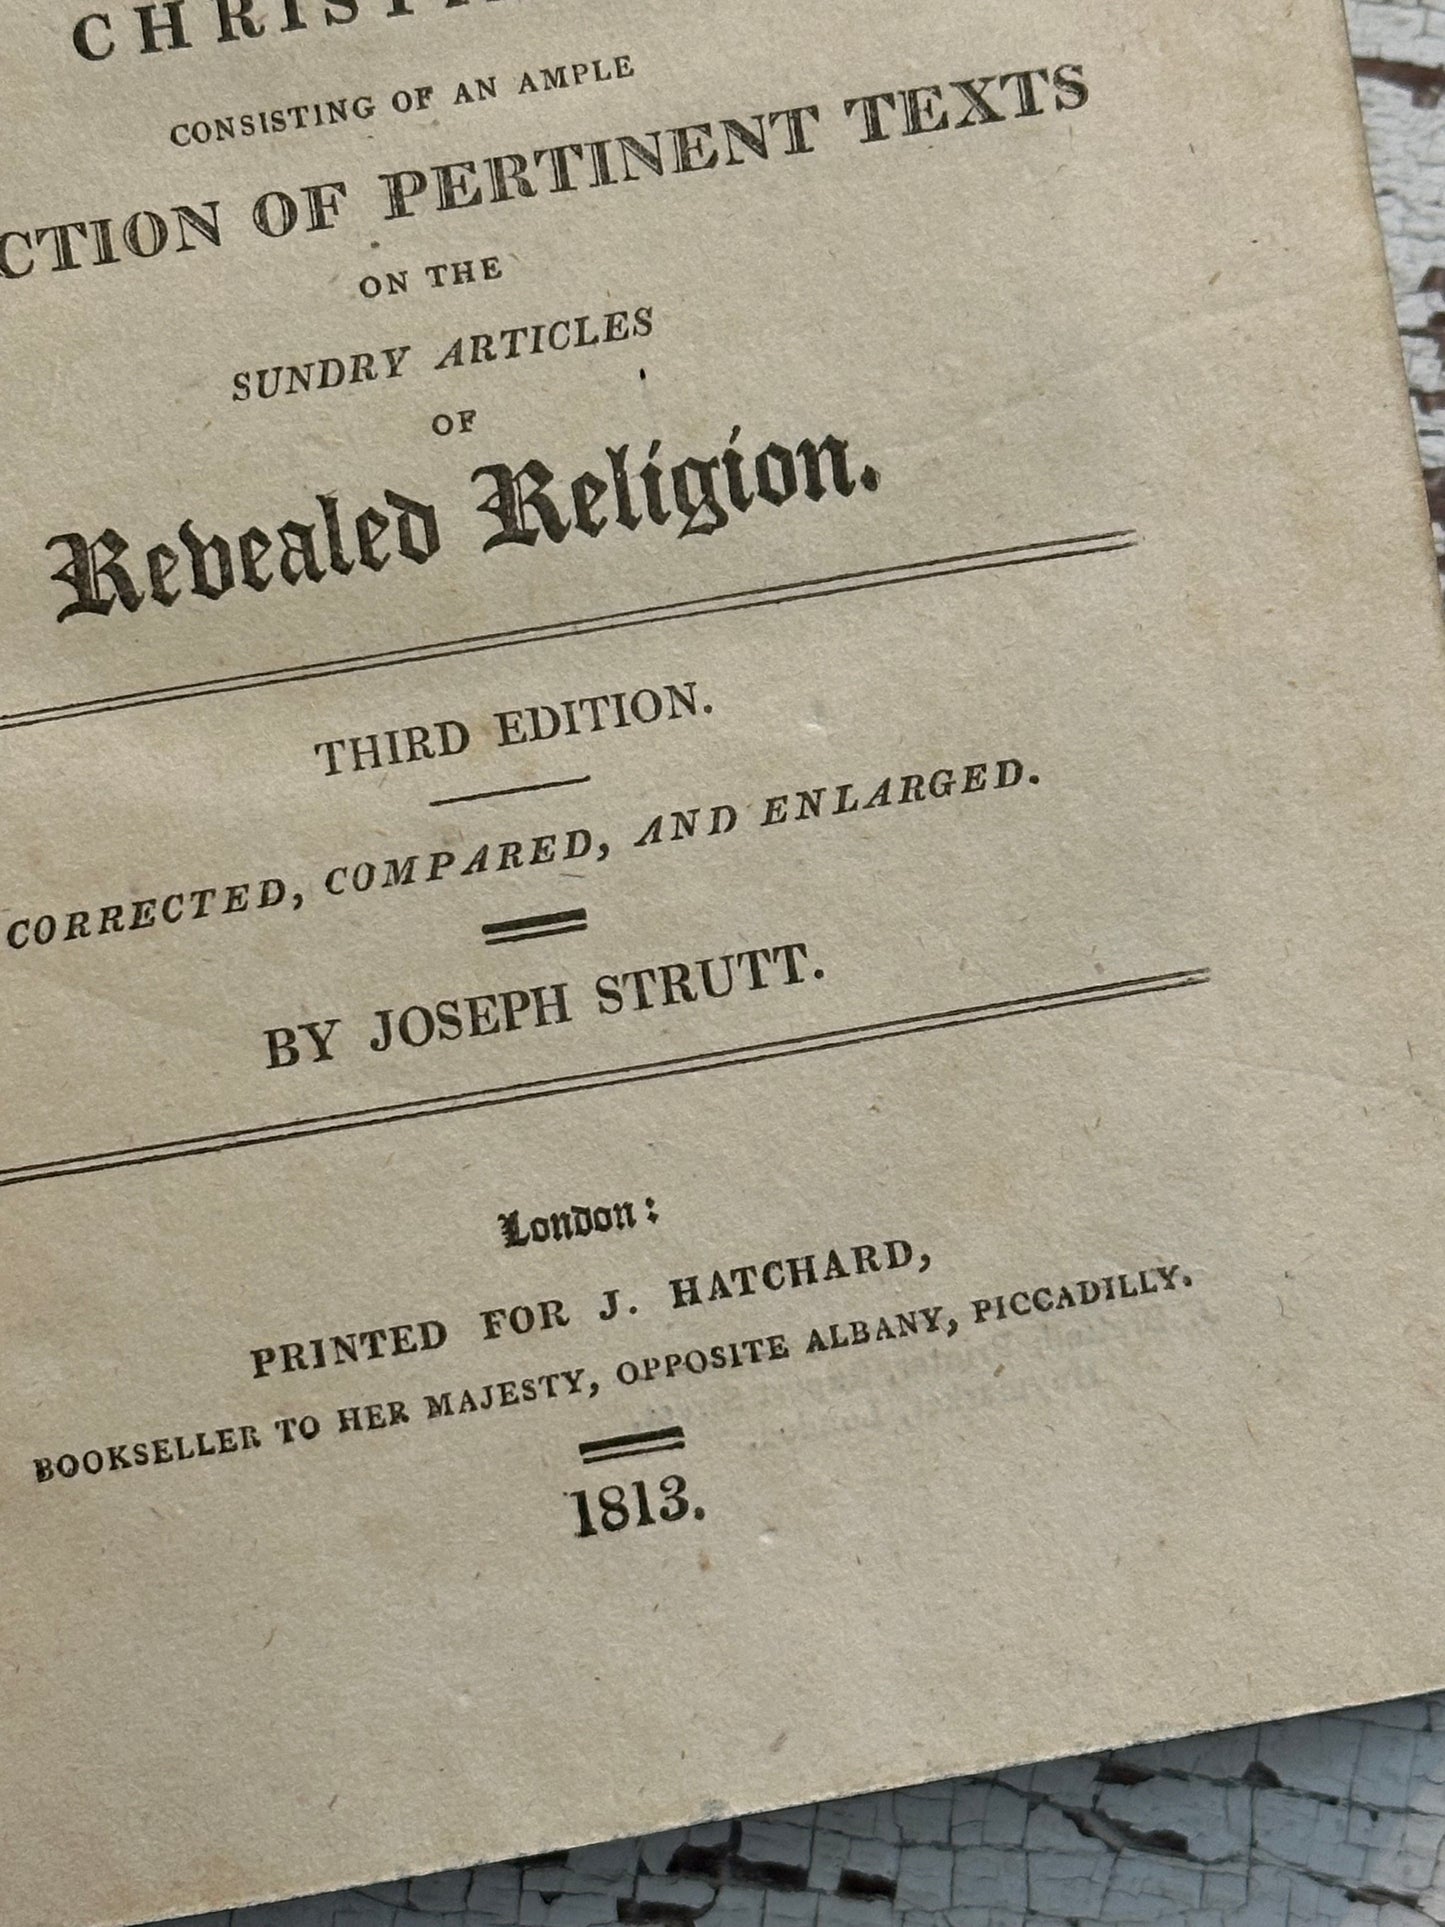 CHRIST
CONSISTING OF AN AMPLE
CTION OF PERTINENT TEXTS
ON THE
SUNDRY ARTICLES
OF
Revealed Religion.
THIRD EDITION.
CORRECTED, COMPARED, AND ENLARGED.
BY JOSEPH STRUTT.
London:
PRINTED FOR J. HATCHARD,
BOOKSELLER TO HER MAJESTY, OPPOSITE ALBANY, PICCADILLY.
1813.